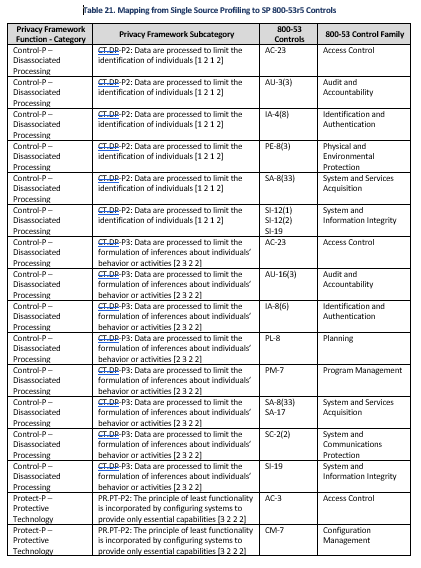 Table 21. Mapping from Single Source Profiling to SP 800-53r5 Controls
Privacy Framework Function - Category | Privacy Framework Subcategory | 800-53 Controls | 800-53 Control Family
Control-P – Disassociated Processing | CT.DP-P2: Data are processed to limit the identification of individuals [1 2 1 2] | AC-23 | Access Control
Control-P – Disassociated Processing | CT.DP-P2: Data are processed to limit the identification of individuals [1 2 1 2] | AU-3(3) | Audit and Accountability
Control-P – Disassociated Processing | CT.DP-P2: Data are processed to limit the identification of individuals [1 2 1 2] | IA-4(8) | Identification and Authentication
Control-P – Disassociated Processing | CT.DP-P2: Data are processed to limit the identification of individuals [1 2 1 2] | PE-8(3) | Physical and Environmental Protection
Control-P – Disassociated Processing | CT.DP-P2: Data are processed to limit the identification of individuals [1 2 1 2] | SA-8(33) | System and Services Acquisition
Control-P – Disassociated Processing | CT.DP-P2: Data are processed to limit the identification of individuals [1 2 1 2] | SI-12(1) SI-12(2) SI-19 | System and Information Integrity
Control-P – Disassociated Processing | CT.DP-P3: Data are processed to limit the formulation of inferences about individuals’ behavior or activities [2 3 2 2] | AC-23 | Access Control
Control-P – Disassociated Processing | CT.DP-P3: Data are processed to limit the formulation of inferences about individuals’ behavior or activities [2 3 2 2] | AU-16(3) | Audit and Accountability
Control-P – Disassociated Processing | CT.DP-P3: Data are processed to limit the formulation of inferences about individuals’ behavior or activities [2 3 2 2] | IA-8(6) | Identification and Authentication
Control-P – Disassociated Processing | CT.DP-P3: Data are processed to limit the formulation of inferences about individuals’ behavior or activities [2 3 2 2] | PL-8 | Planning
Control-P – Disassociated Processing | CT.DP-P3: Data are processed to limit the formulation of inferences about individuals’ behavior or activities [2 3 2 2] | PM-7 | Program Management
Control-P – Disassociated Processing | CT.DP-P3: Data are processed to limit the formulation of inferences about individuals’ behavior or activities [2 3 2 2] | SA-8(33) SA-17 | System and Services Acquisition
Control-P – Disassociated Processing | CT.DP-P3: Data are processed to limit the formulation of inferences about individuals’ behavior or activities [2 3 2 2] | SC-2(2) | System and Communications Protection
Control-P – Disassociated Processing | CT.DP-P3: Data are processed to limit the formulation of inferences about individuals’ behavior or activities [2 3 2 2] | SI-19 | System and Information Integrity
Protect-P – Protective Technology | PR.PT-P2: The principle of least functionality is incorporated by configuring systems to provide only essential capabilities [3 2 2 2] | AC-3 | Access Control
Protect-P – Protective Technology | PR.PT-P2: The principle of least functionality is incorporated by configuring systems to provide only essential capabilities [3 2 2 2] | CM-7 | Configuration Management